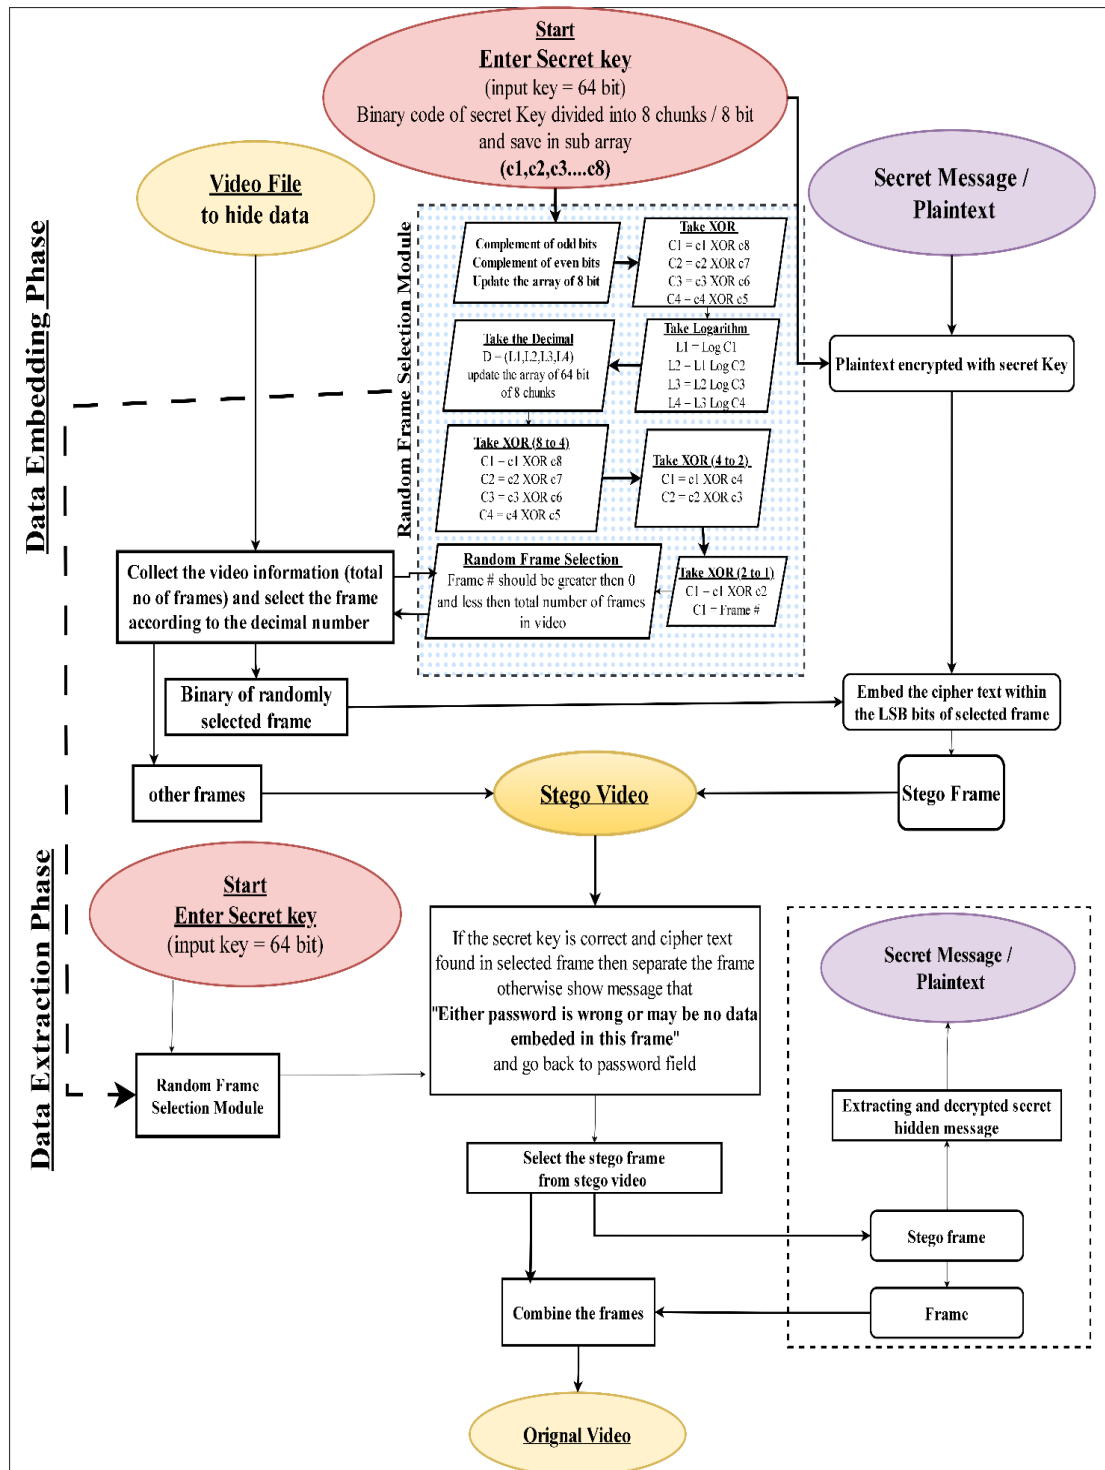 Start
Enter Secret key
(input key = 64 bit)
Binary code of secret Key divided into 8 chunks / 8 bit
and save in sub array
(c1,c2,c3....c8)
Video File
to hide data
Secret Message /
Plaintext
Data Embedding Phase
Random Frame Selection Module
Complement of odd bits
Complement of even bits
Update the array of 8 bit
Take XOR
C1 = c1 XOR c8
C2 = c2 XOR c7
C3 = c3 XOR c6
C4 = c4 XOR c5
Take the Decimal
D = (L1,L2,L3,L4)
update the array of 64 bit
of 8 chunks
Take Logarithm
L1 = Log C1
L2 = L1 Log C2
L3 = L2 Log C3
L4 = L3 Log C4
Plaintext encrypted with secret Key
Take XOR (8 to 4)
C1 = c1 XOR c8
C2 = c2 XOR c7
C3 = c3 XOR c6
C4 = c4 XOR c5
Take XOR (4 to 2)
C1 = c1 XOR c4
C2 = c2 XOR c3
Collect the video information (total
no of frames) and select the frame
according to the decimal number
Random Frame Selection
Frame # should be greater then 0
and less then total number of frames
in video
Take XOR (2 to 1)
C1 = c1 XOR c2
C1 = Frame #
Binary of randomly
selected frame
Embed the cipher text within
the LSB bits of selected frame
other frames
Stego Video
Stego Frame
Data Extraction Phase
Start
Enter Secret key
(input key = 64 bit)
If the secret key is correct and cipher text
found in selected frame then separate the frame
otherwise show message that
"Either password is wrong or may be no data
embeded in this frame"
and go back to password field
Secret Message /
Plaintext
Random Frame
Selection Module
Extracting and decrypted secret
hidden message
Select the stego frame
from stego video
Stego frame
Combine the frames
Frame
Orignal Video